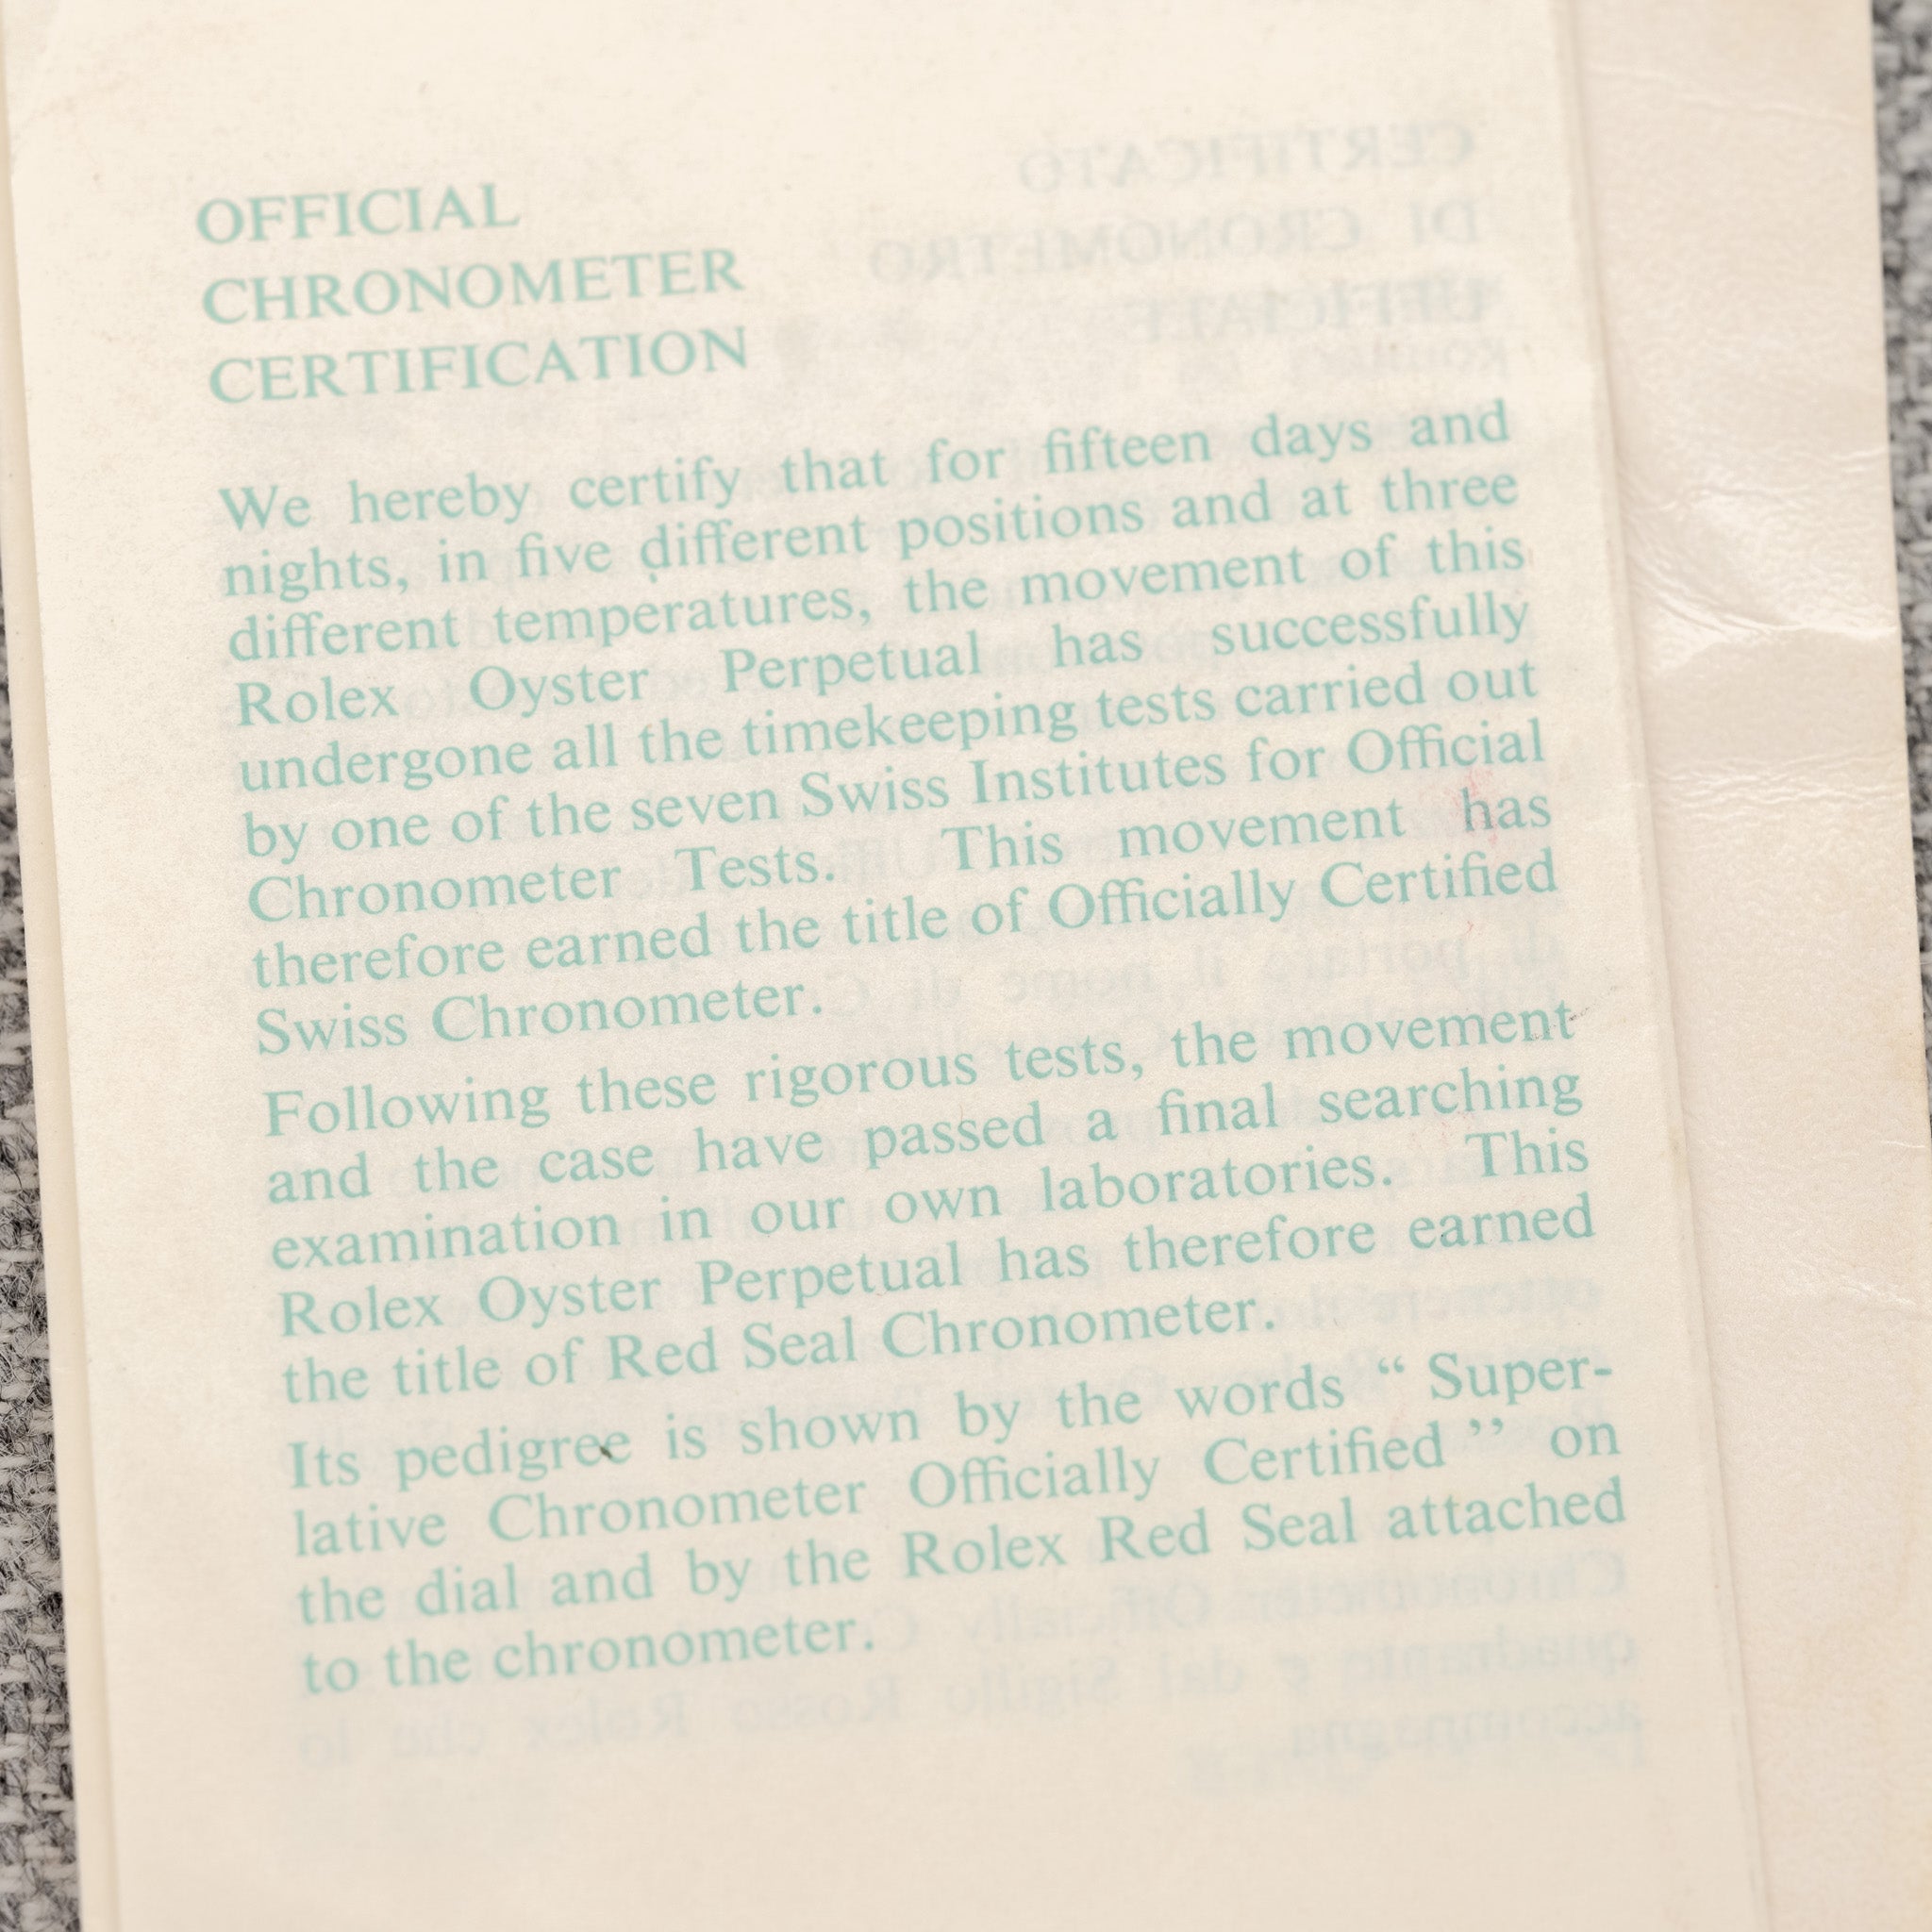 OFFICIAL
CHRONOMETER
CERTIFICATION
We hereby certify that for fifteen days and
nights, in five different positions and at three
different temperatures, the movement of this
Rolex Oyster Perpetual has successfully
undergone all the timekeeping tests carried out
by one of the seven Swiss Institutes for Official
Chronometer Tests. This movement has
therefore earned the title of Officially Certified
Swiss Chronometer.
Following these rigorous tests, the movement
and the case have passed a final searching
examination in our own laboratories. This
Rolex Oyster Perpetual has therefore earned
the title of Red Seal Chronometer.
Its pedigree is shown by the words “ Super-
lative Chronometer Officially Certified ” on
the dial and by the Rolex Red Seal attached
to the chronometer.
CERTIFICATO
DI CRONOMETRO
UFFICIALE